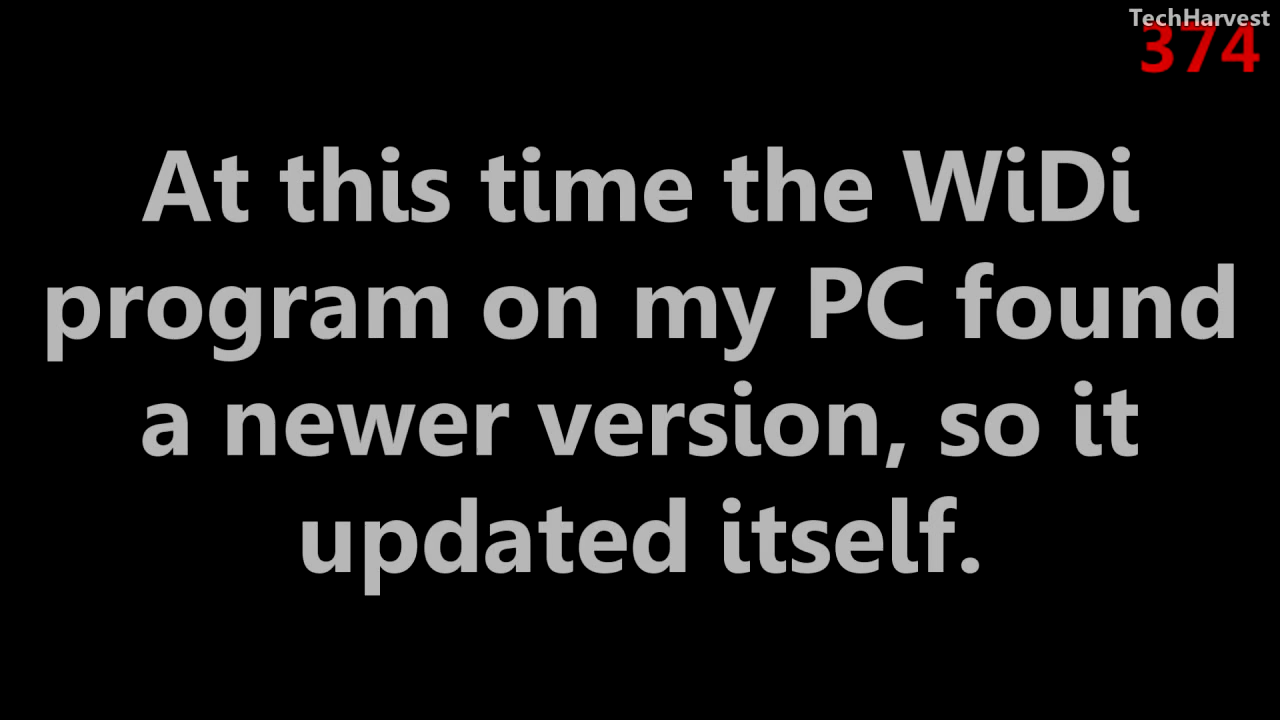 TechHarvest
374
At this time the WiDi
program on my PC found
a newer version, so it
updated itself.